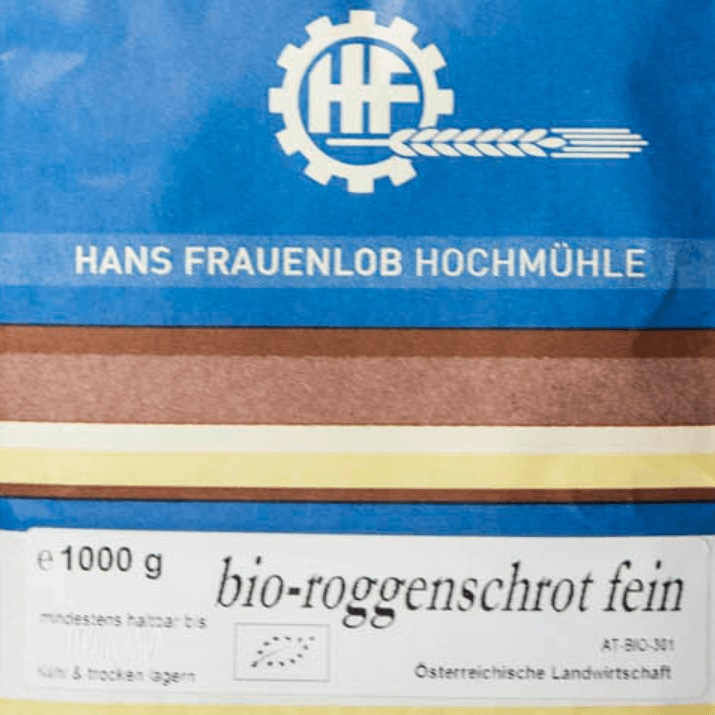 HF
HANS FRAUENLOB HOCHMÜHLE
e 1000 g
bio-roggenschrot fein
mindestens haltbar bis
AT-BIO-301
kühl & trocken lagern
Österreichische Landwirtschaft